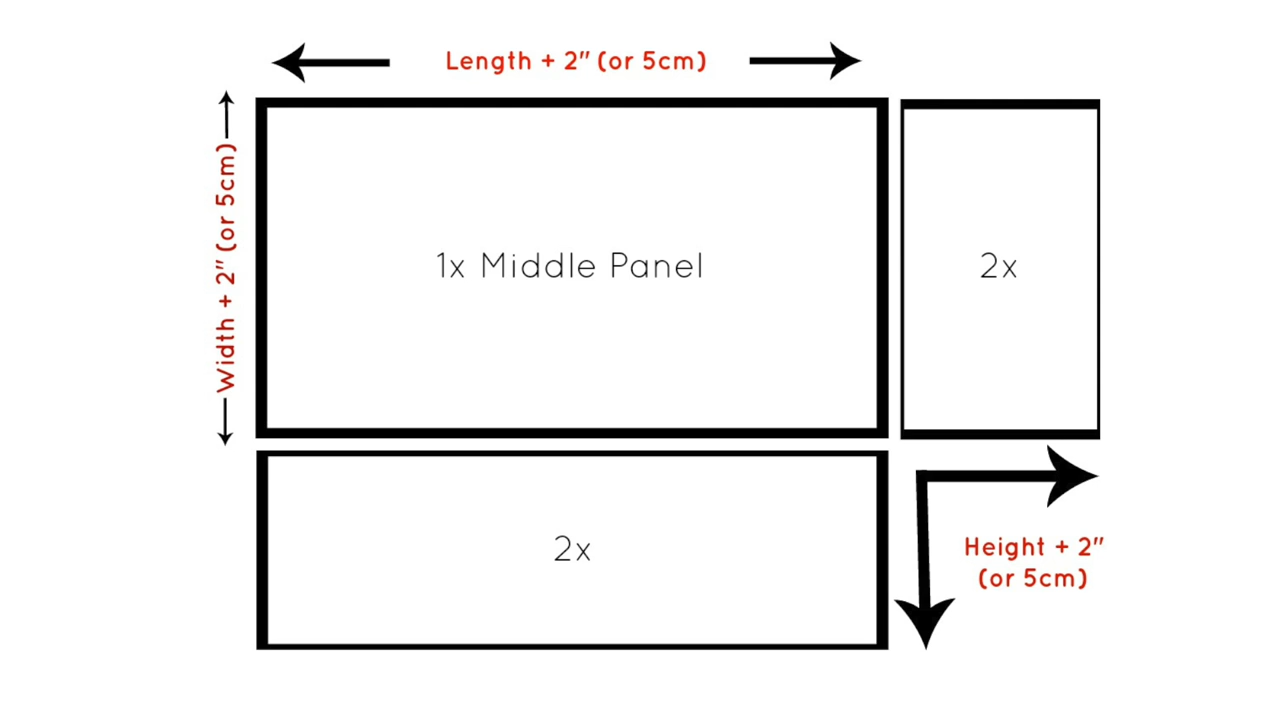 Length + 2" (or 5cm)
Width + 2" (or 5cm)
1x Middle Panel
2x
2x
Height + 2"
(or 5cm)